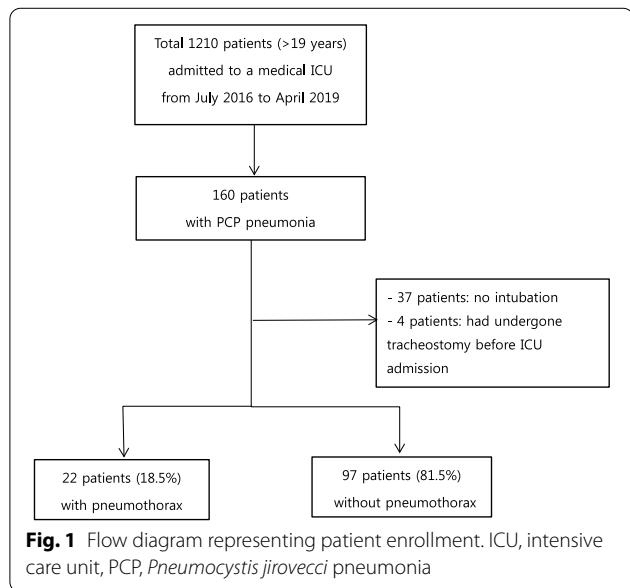 Total 1210 patients (>19 years)
admitted to a medical ICU
from July 2016 to April 2019
160 patients
with PCP pneumonia
- 37 patients: no intubation
- 4 patients: had undergone
tracheostomy before ICU
admission
22 patients (18.5%)
with pneumothorax
97 patients (81.5%)
without pneumothorax
Fig. 1 Flow diagram representing patient enrollment. ICU, intensive
care unit, PCP, Pneumocystis jirovecci pneumonia